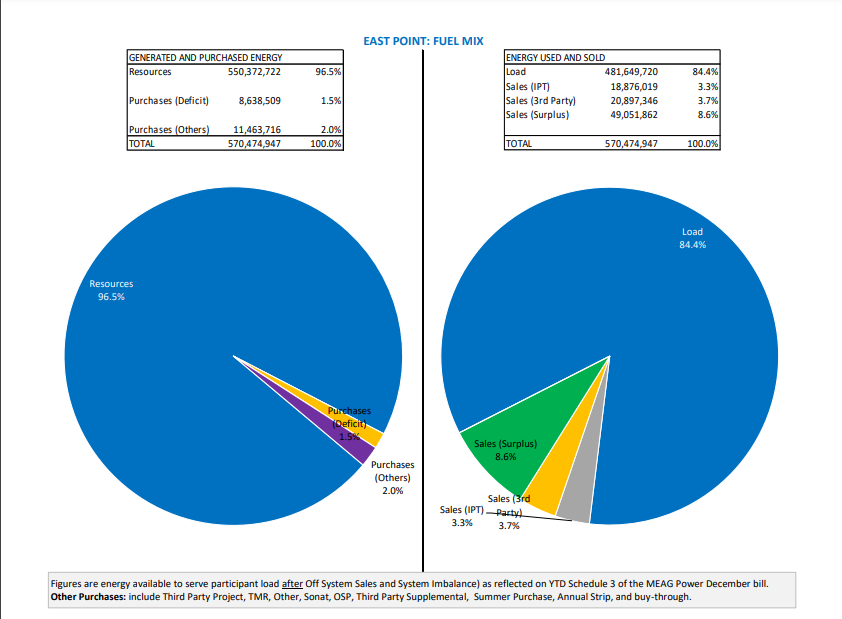 EAST POINT: FUEL MIX
GENERATED AND PURCHASED ENERGY
Resources 550,372,722 96.5%
Purchases (Deficit) 8,638,509 1.5%
Purchases (Others) 11,463,716 2.0%
TOTAL 570,474,947 100.0%
ENERGY USED AND SOLD
Load 481,649,720 84.4%
Sales (IPT) 18,876,019 3.3%
Sales (3rd Party) 20,897,346 3.7%
Sales (Surplus) 49,051,862 8.6%
TOTAL 570,474,947 100.0%
Resources
96.5%
Purchases
(Deficit)
1.5%
Purchases
(Others)
2.0%
Load
84.4%
Sales (Surplus)
8.6%
Sales (3rd
Party)
3.7%
Sales (IPT)
3.3%
Figures are energy available to serve participant load after Off System Sales and System Imbalance) as reflected on YTD Schedule 3 of the MEAG Power December bill.
Other Purchases: include Third Party Project, TMR, Other, Sonat, OSP, Third Party Supplemental, Summer Purchase, Annual Strip, and buy-through.